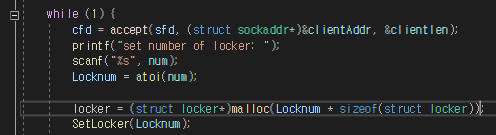 while (1) {
cfd = accept(sfd, (struct sockaddr*)&clientAddr, &clientlen);
printf("set number of locker: ");
scanf("%s", num);
Locknum = atoi(num);
locker = (struct locker*)malloc(Locknum * sizeof(struct locker));
SetLocker(Locknum);